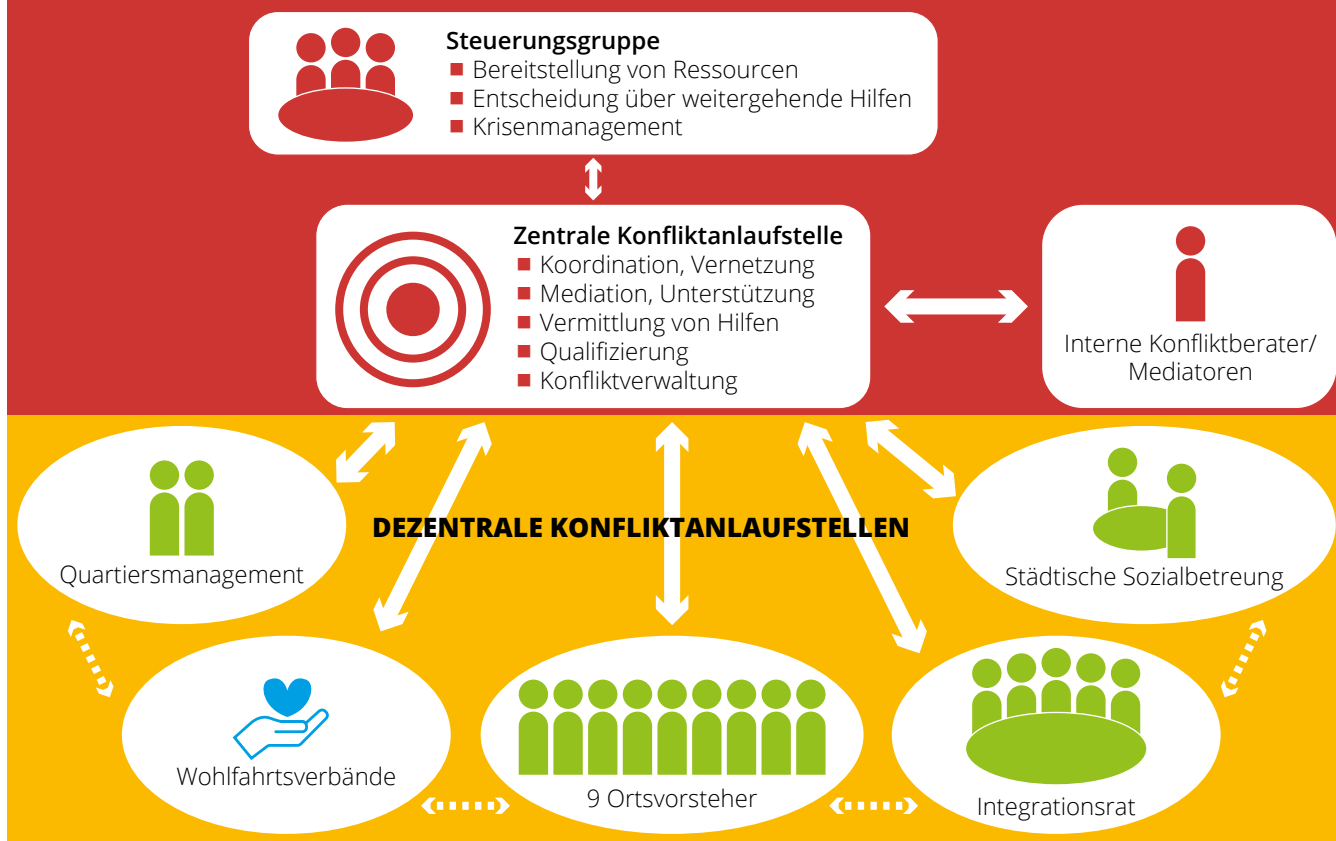 Steuerungsgruppe
■ Bereitstellung von Ressourcen
■ Entscheidung über weitergehende Hilfen
■ Krisenmanagement
Zentrale Konfliktanlaufstelle
■ Koordination, Vernetzung
■ Mediation, Unterstützung
■ Vermittlung von Hilfen
■ Qualifizierung
■ Konfliktverwaltung
Interne Konfliktberater/
Mediatoren
DEZENTRALE KONFLIKTANLAUFSTELLEN
Quartiersmanagement
Städtische Sozialbetreung
Wohlfahrtsverbände
9 Ortsvorsteher
Integrationsrat